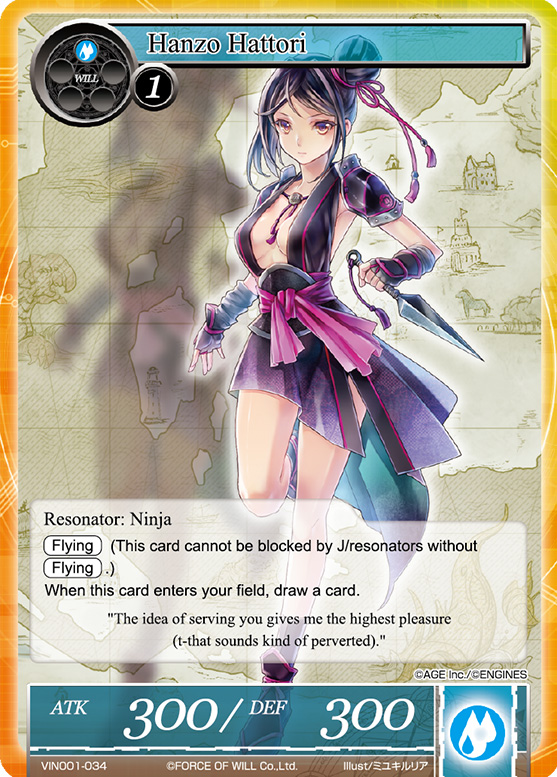 Hanzo Hattori
WILL
1
Resonator: Ninja
Flying (This card cannot be blocked by J/resonators without
Flying .)
When this card enters your field, draw a card.
"The idea of serving you gives me the highest pleasure
(t-that sounds kind of perverted)."
©AGE Inc./©ENGINES
ATK 300 / DEF 300
VIN001-034 ©FORCE OF WILL Co.,Ltd. Illust/ミユキルリア